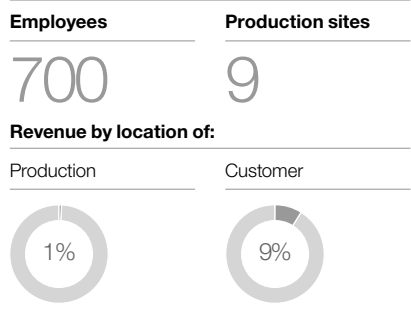 Employees
Production sites
700
9
Revenue by location of:
Production
Customer
1%
9%